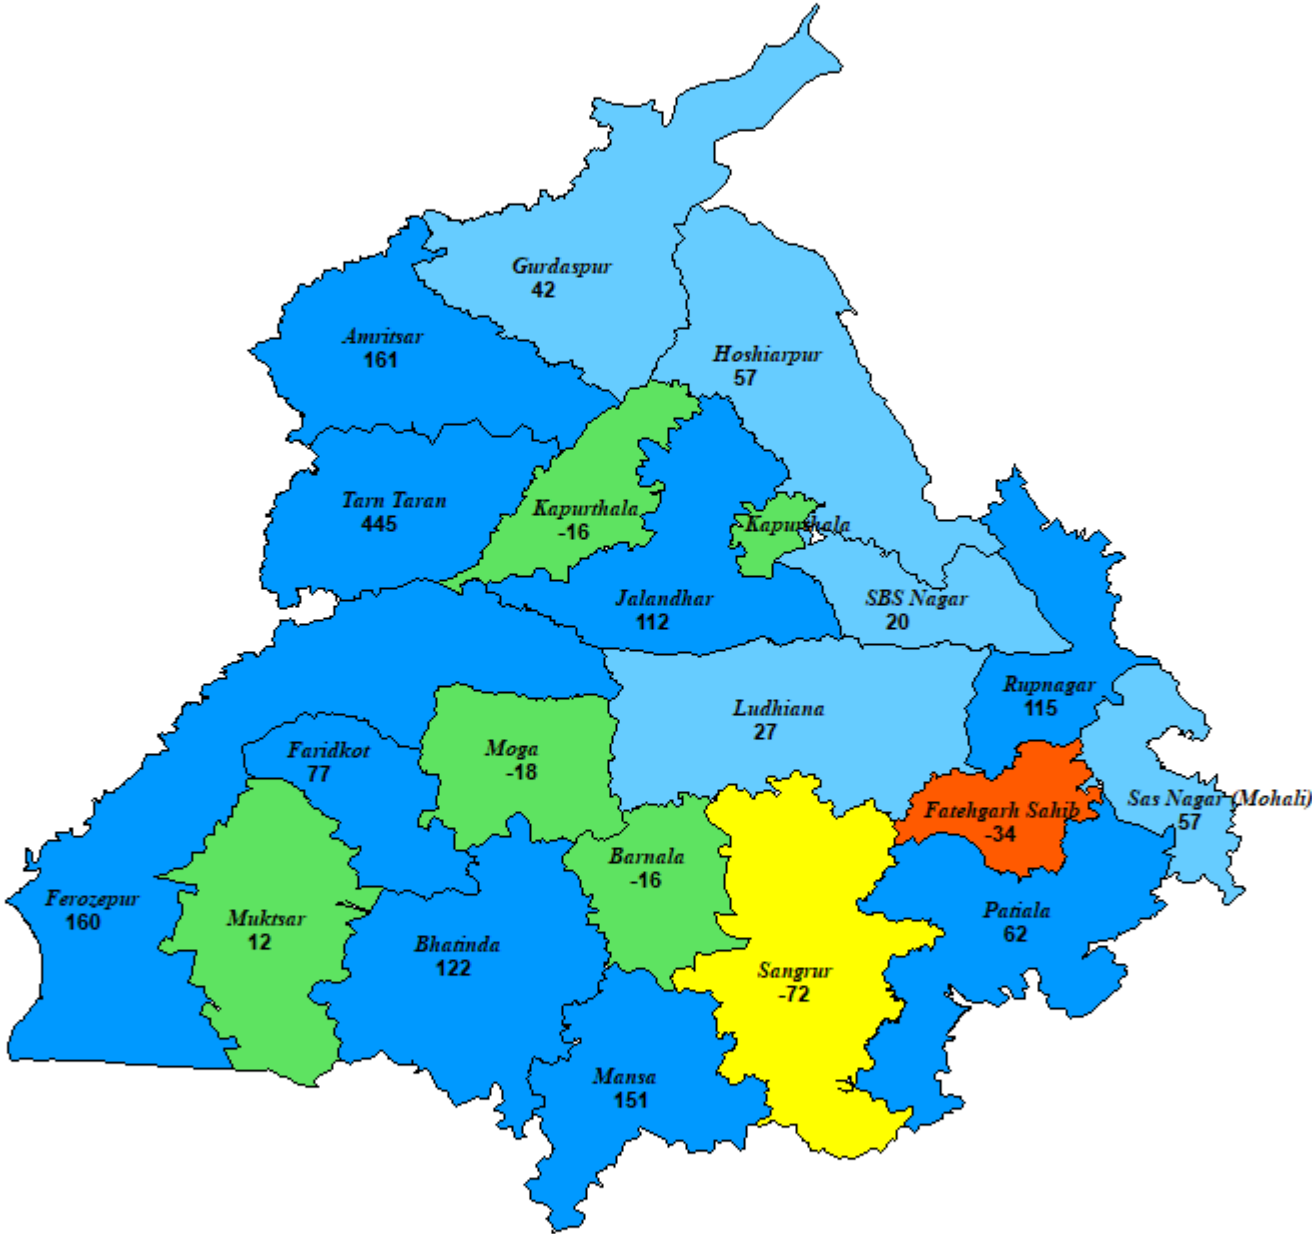 Gurdaspur
42
Amritsar
161
Hoshiarpur
57
Tarn Taran
445
Kapurthala
-16
Kapurthala
Jalandhar
112
SBS Nagar
20
Rupnagar
115
Ludhiana
27
Faridkot
77
Moga
-18
Sas Nagar (Mohali)
57
Fatehgarh Sahib
-34
Barnala
-16
Ferozepur
160
Muktsar
12
Bhatinda
122
Patiala
62
Sangrur
-72
Mansa
151